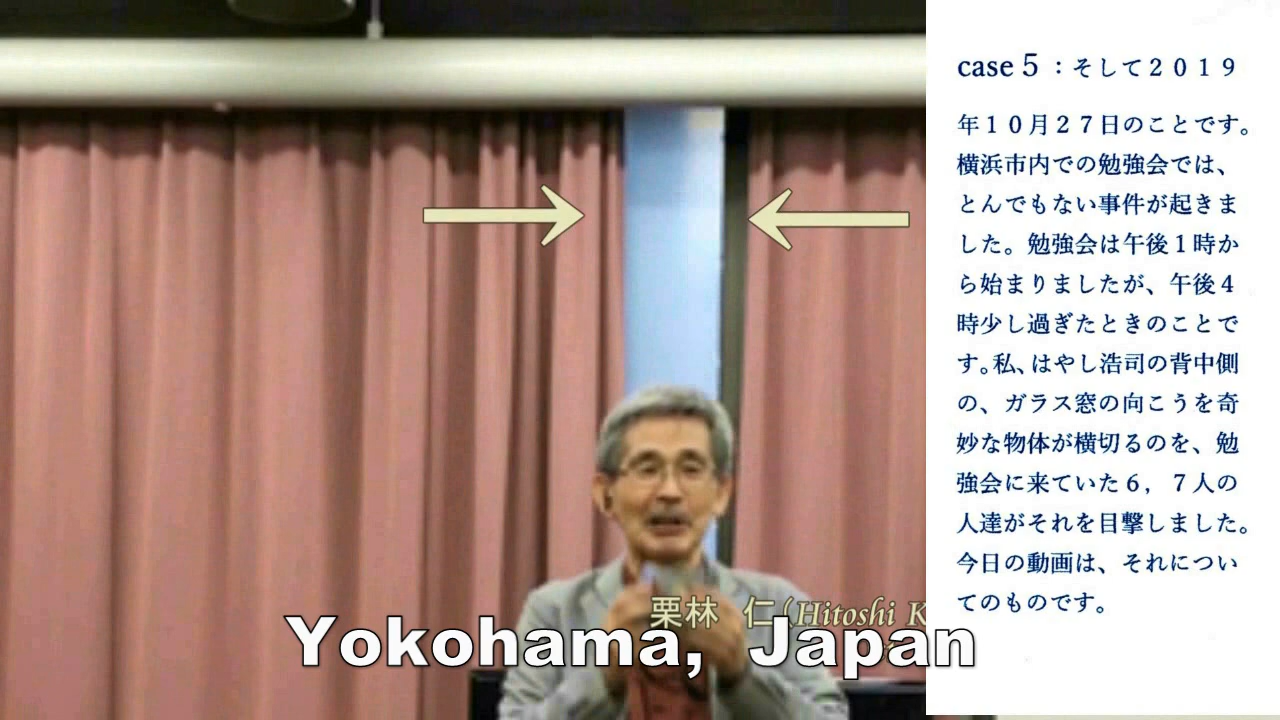 case 5：そして２０１９
年１０月２７日のことです。
横浜市内での勉強会では、
とんでもない事件が起きま
した。勉強会は午後１時か
ら始まりましたが、午後４
時少し過ぎたときのことで
す。私、はやし浩司の背中側
の、ガラス窓の向こうを奇
妙な物体が横切るのを、勉
強会に来ていた６，７人の
人達がそれを目撃しました。
今日の動画は、それについ
てのものです。
栗林　仁（Hitoshi K
Yokohama, Japan